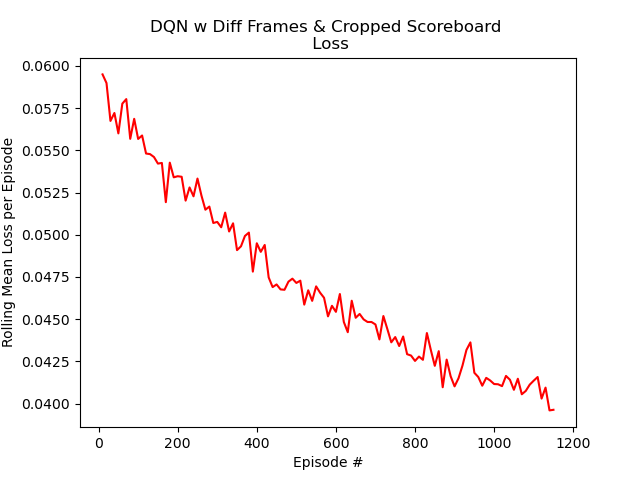 DQN w Diff Frames & Cropped Scoreboard
Loss
0.0600
0.0575
0.0550
0.0525
0.0500
0.0475
0.0450
0.0425
0.0400
Rolling Mean Loss per Episode
0 200 400 600 800 1000 1200
Episode #